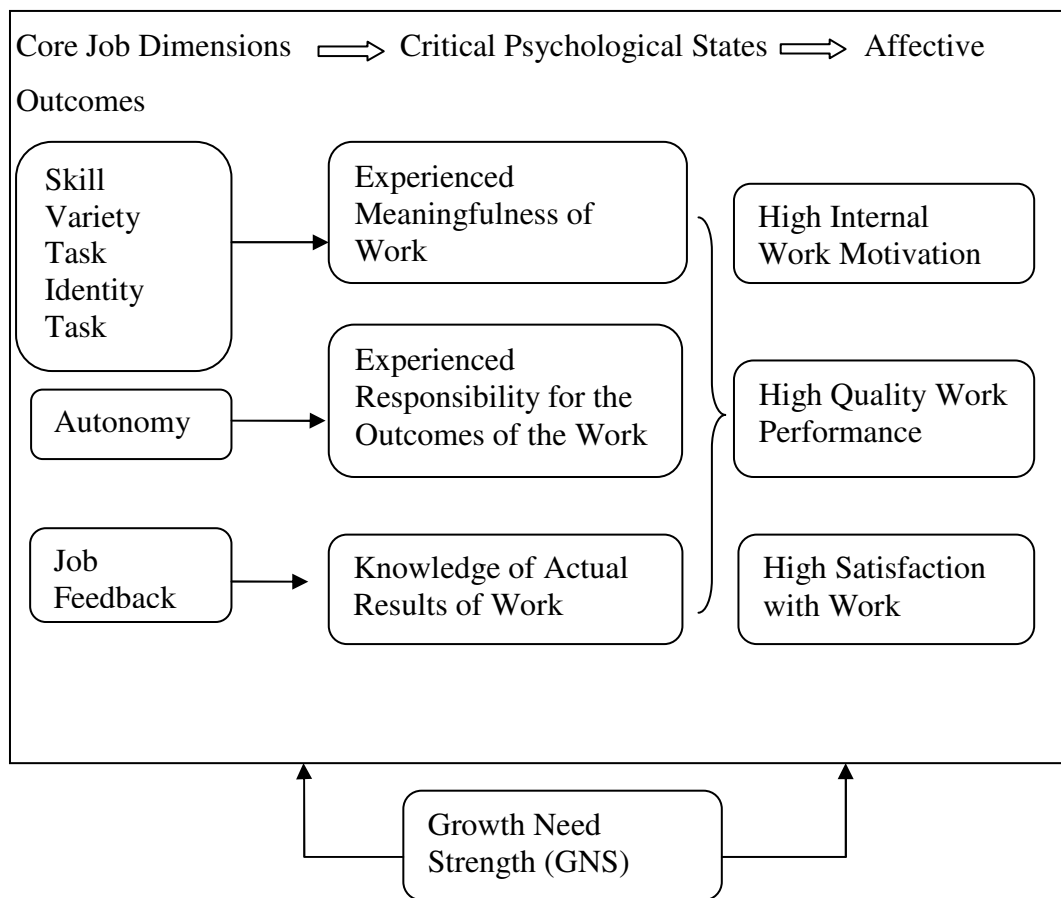 Core Job Dimensions Critical Psychological States Affective
Outcomes
Skill
Variety
Task
Identity
Task
Experienced
Meaningfulness of
Work
High Internal
Work Motivation
Autonomy
Experienced
Responsibility for the
Outcomes of the Work
High Quality Work
Performance
Job
Feedback
Knowledge of Actual
Results of Work
High Satisfaction
with Work
Growth Need
Strength (GNS)